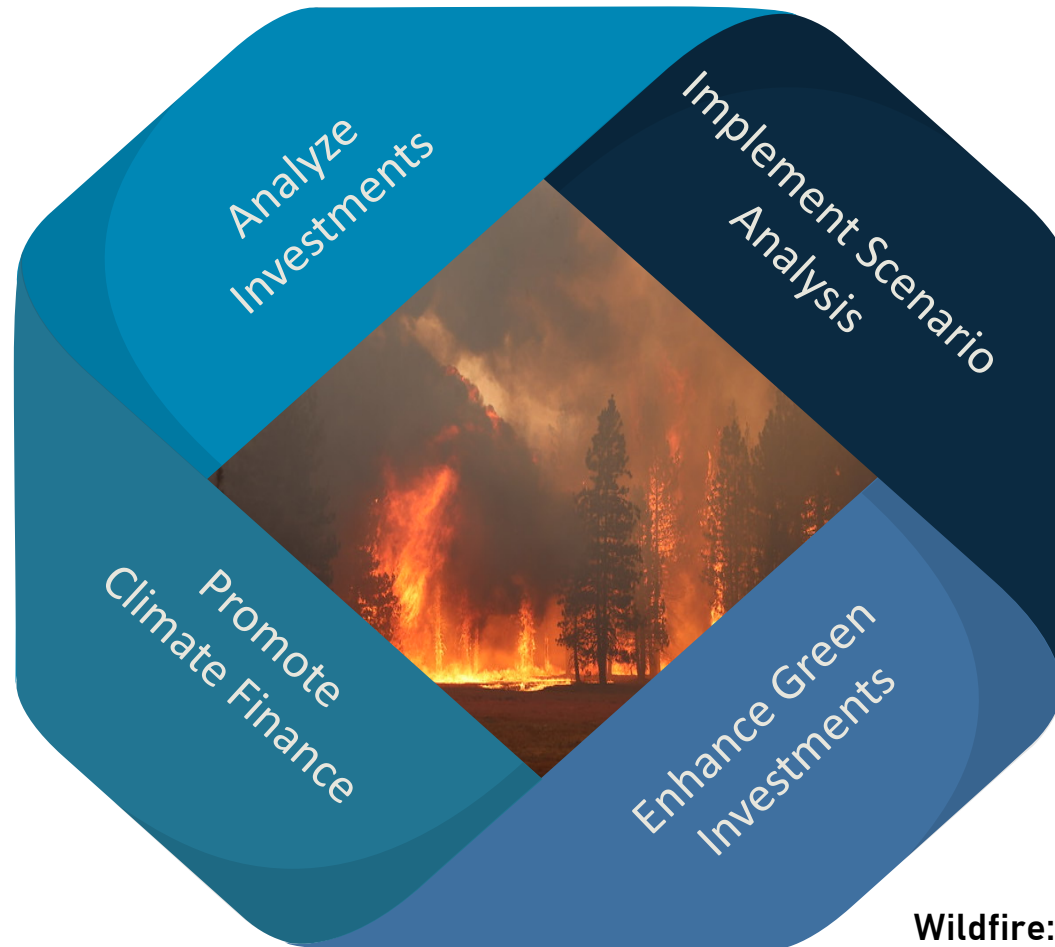 Analyze
Investments
Implement Scenario
Analysis
Promote
Climate Finance
Enhance Green
Investments
Wildfire: